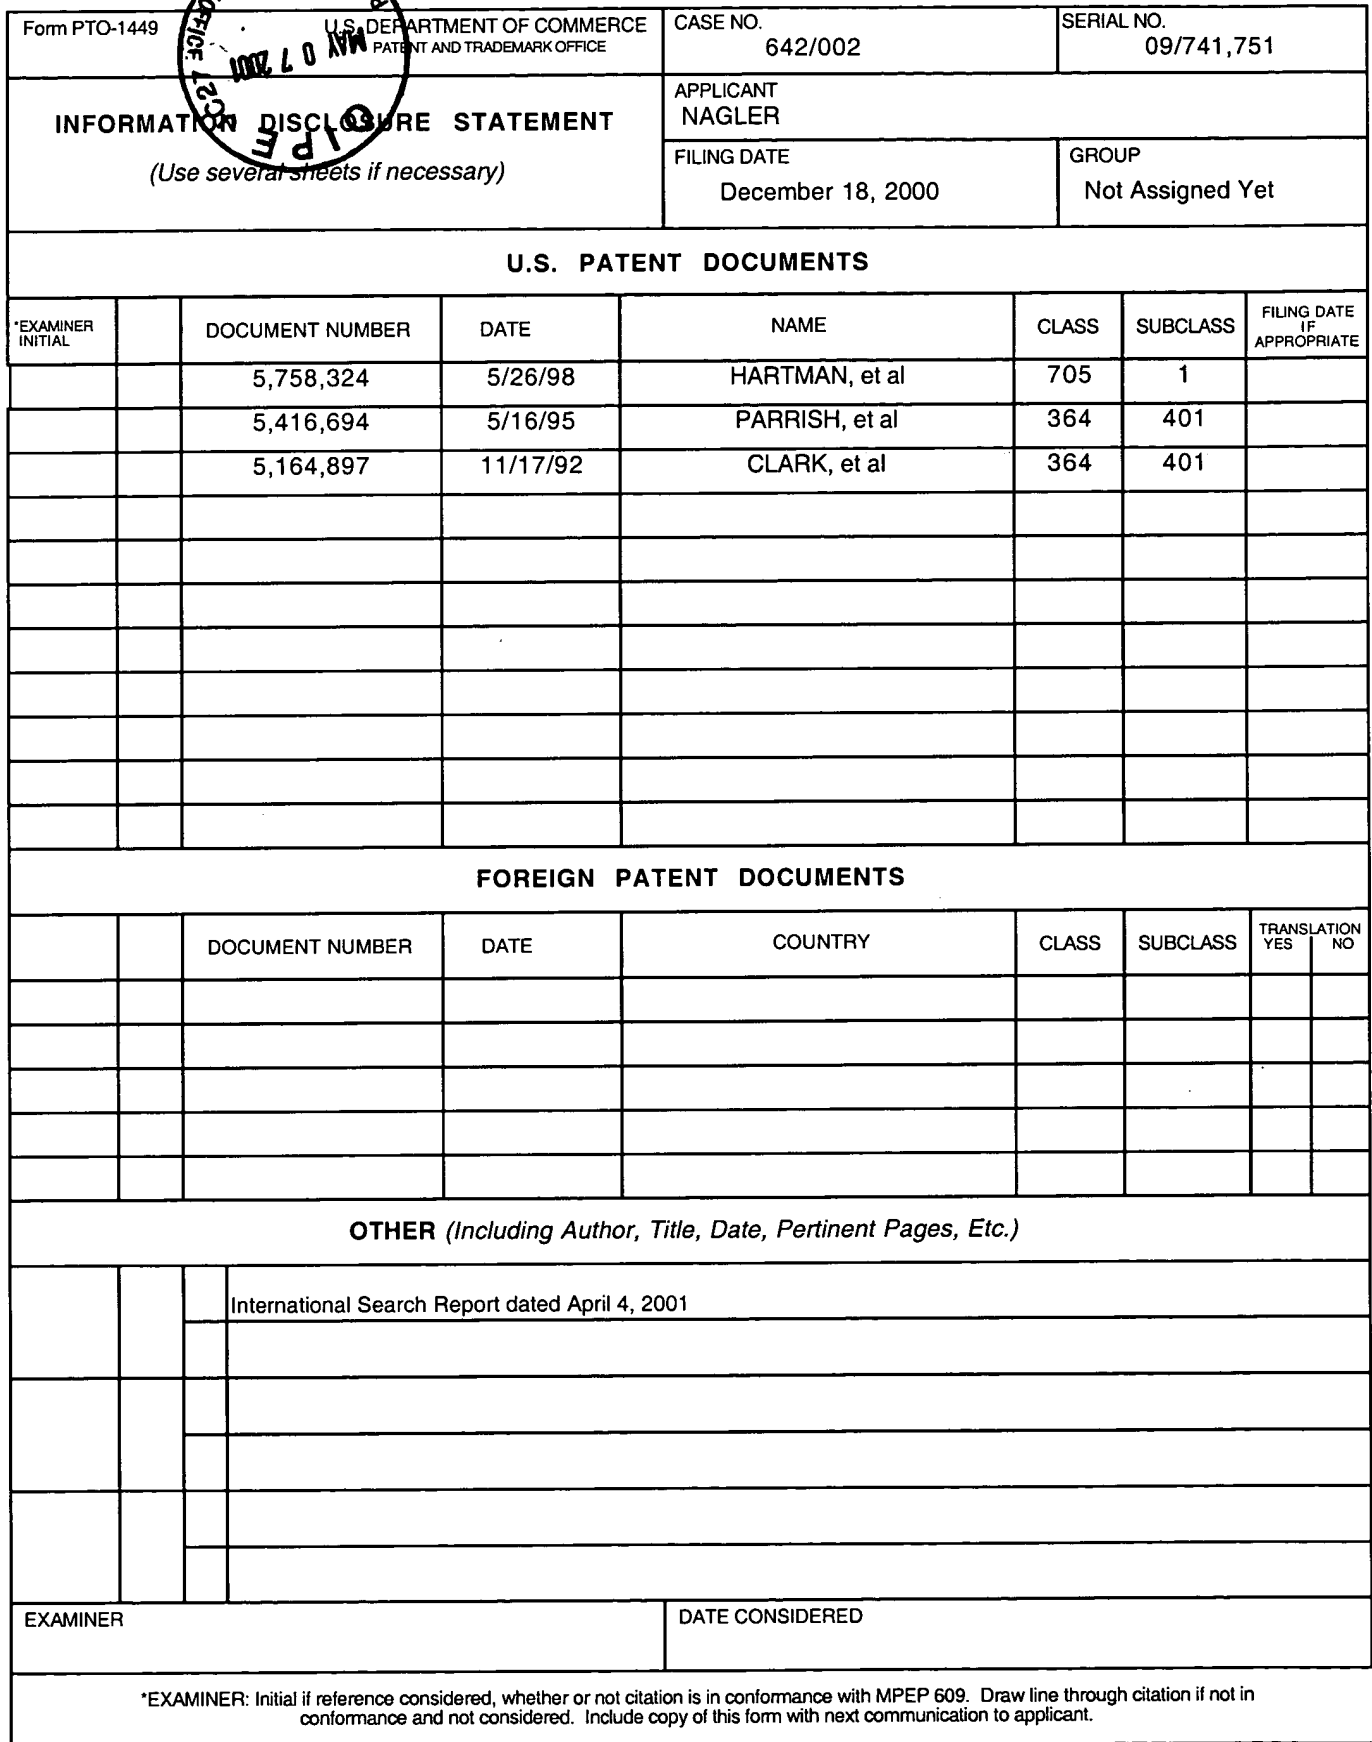 Form PTO-1449
U.S. DEPARTMENT OF COMMERCE
PATENT AND TRADEMARK OFFICE
CASE NO.
642/002
SERIAL NO.
09/741,751
OIPE
MAY 07 2001
INFORMATION DISCLOSURE STATEMENT
(Use several sheets if necessary)
APPLICANT
NAGLER
FILING DATE
December 18, 2000
GROUP
Not Assigned Yet
U.S. PATENT DOCUMENTS
*EXAMINER INITIAL DOCUMENT NUMBER DATE NAME CLASS SUBCLASS FILING DATE IF APPROPRIATE
5,758,324 5/26/98 HARTMAN, et al 705 1
5,416,694 5/16/95 PARRISH, et al 364 401
5,164,897 11/17/92 CLARK, et al 364 401
FOREIGN PATENT DOCUMENTS
DOCUMENT NUMBER DATE COUNTRY CLASS SUBCLASS TRANSLATION YES NO
OTHER (Including Author, Title, Date, Pertinent Pages, Etc.)
International Search Report dated April 4, 2001
EXAMINER
DATE CONSIDERED
*EXAMINER: Initial if reference considered, whether or not citation is in conformance with MPEP 609. Draw line through citation if not in
conformance and not considered. Include copy of this form with next communication to applicant.